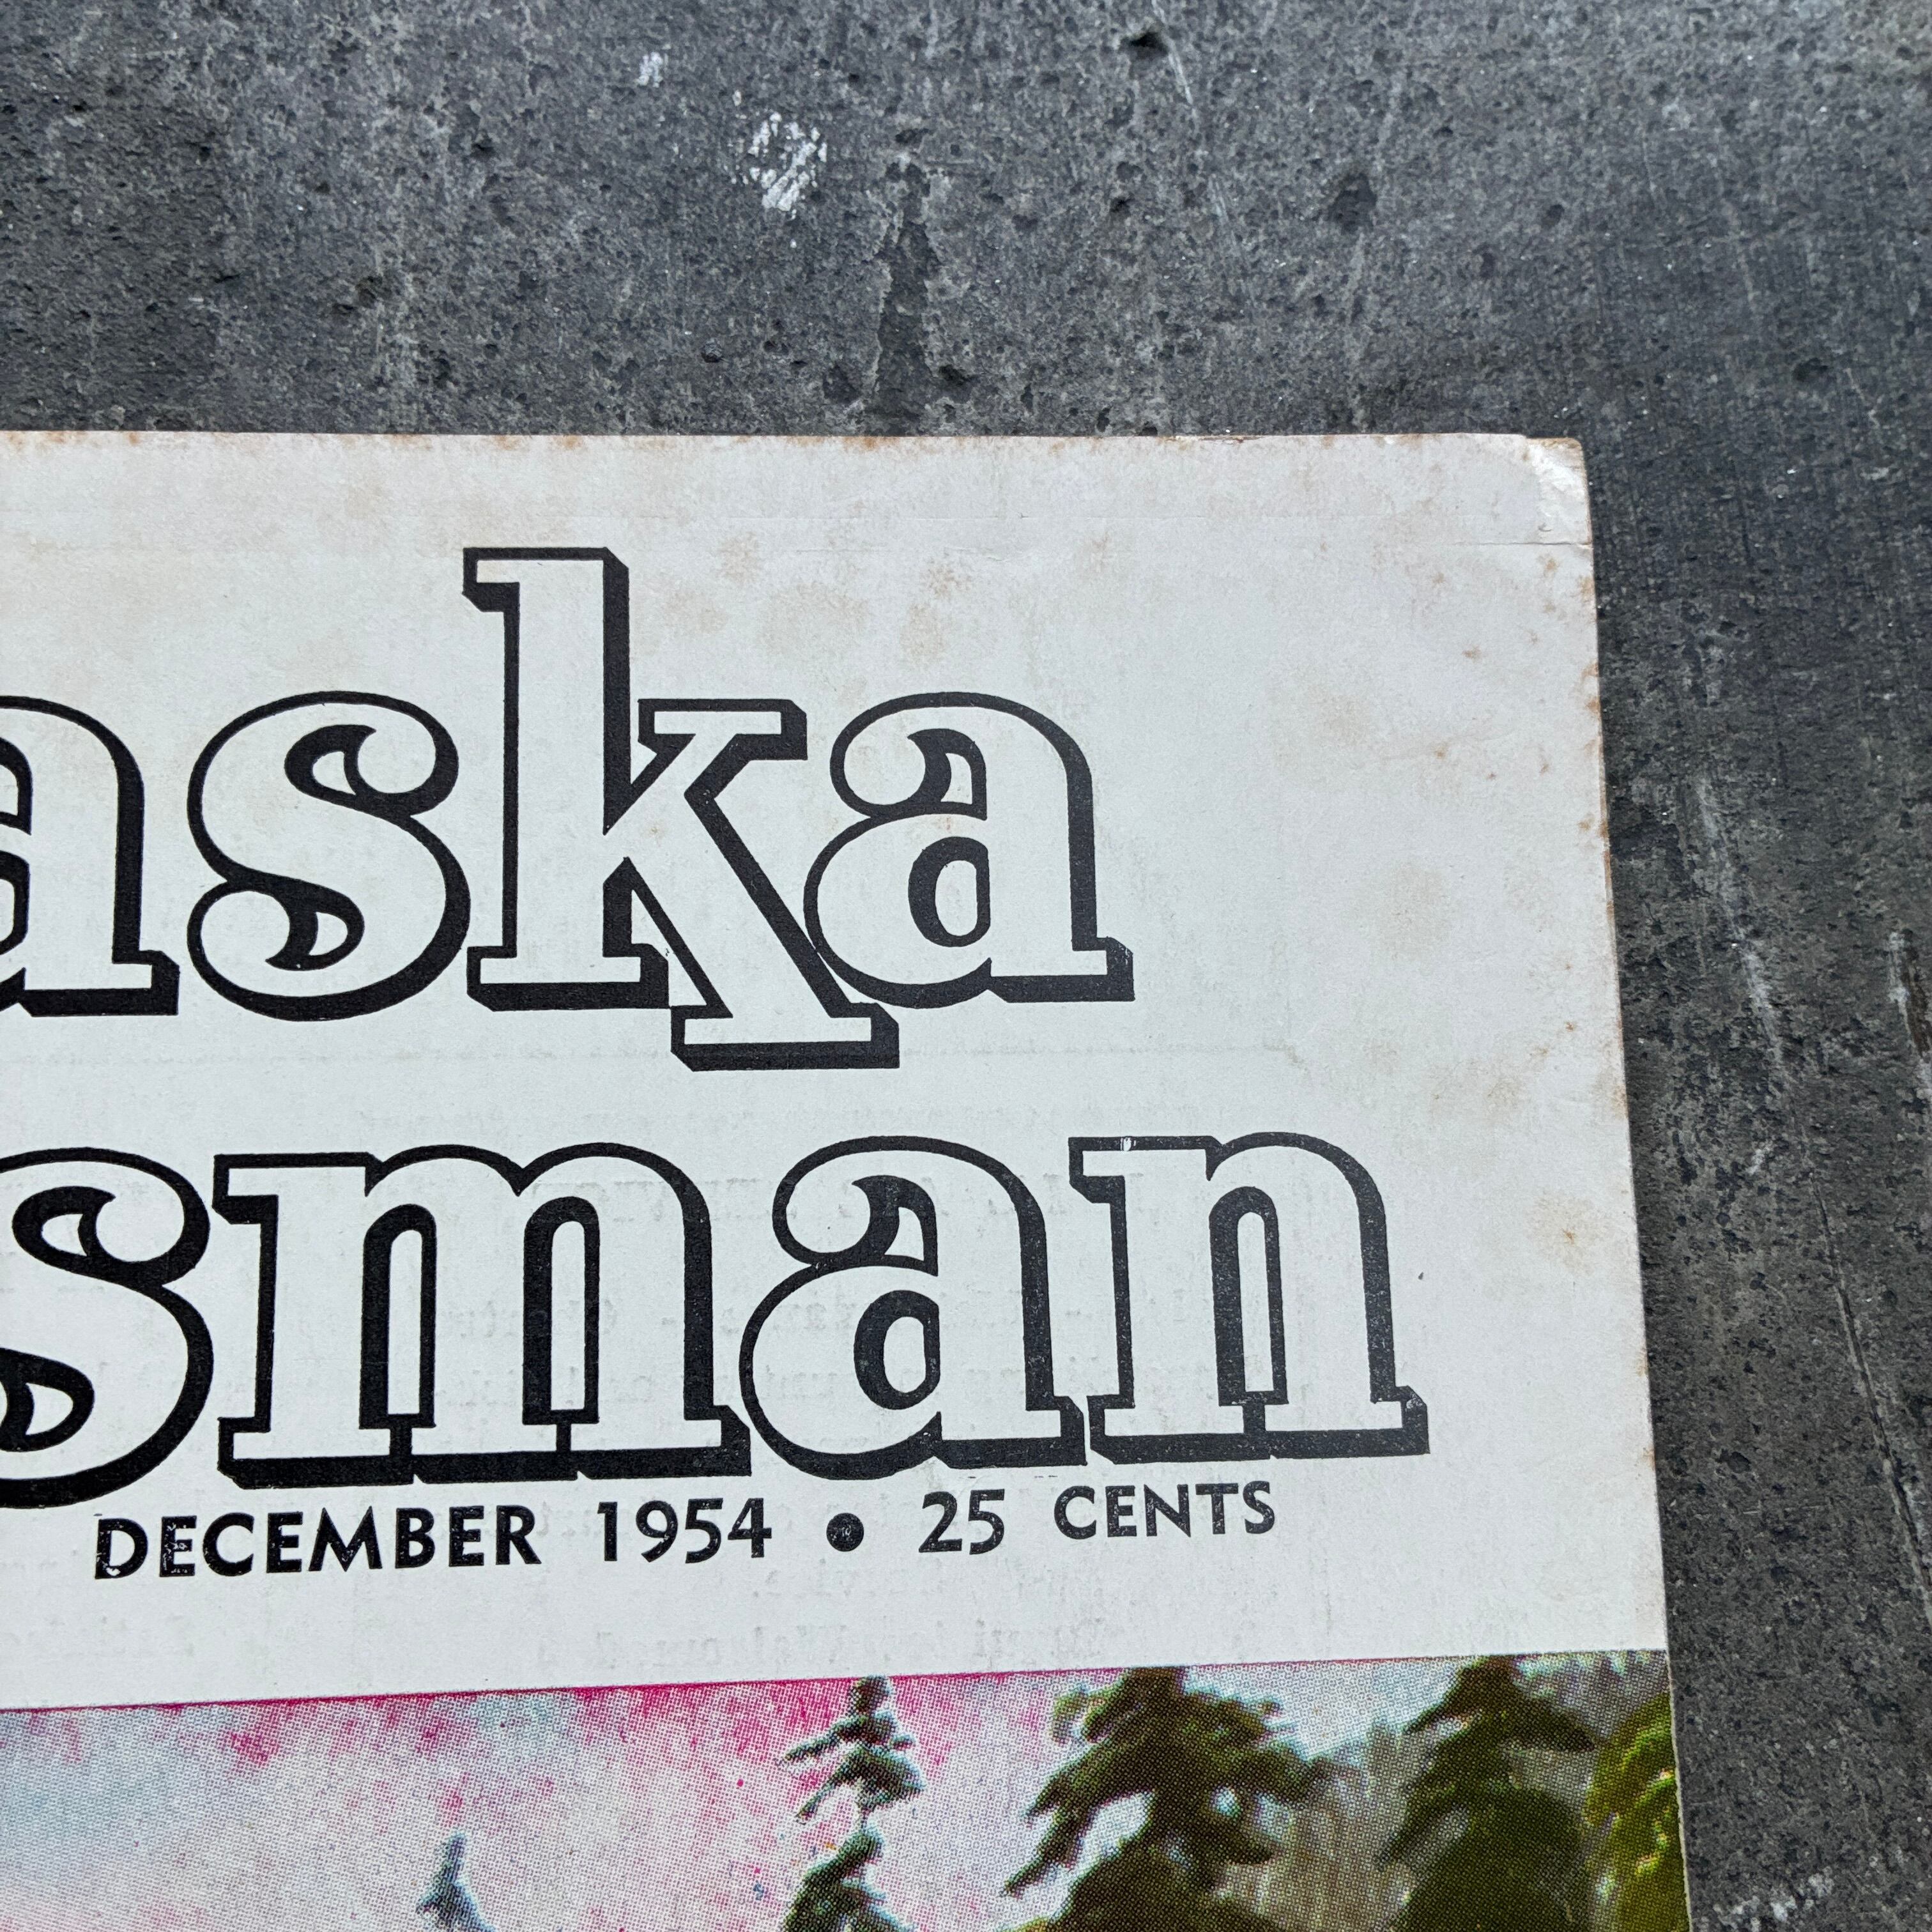 aska
sman
DECEMBER 1954 • 25 CENTS